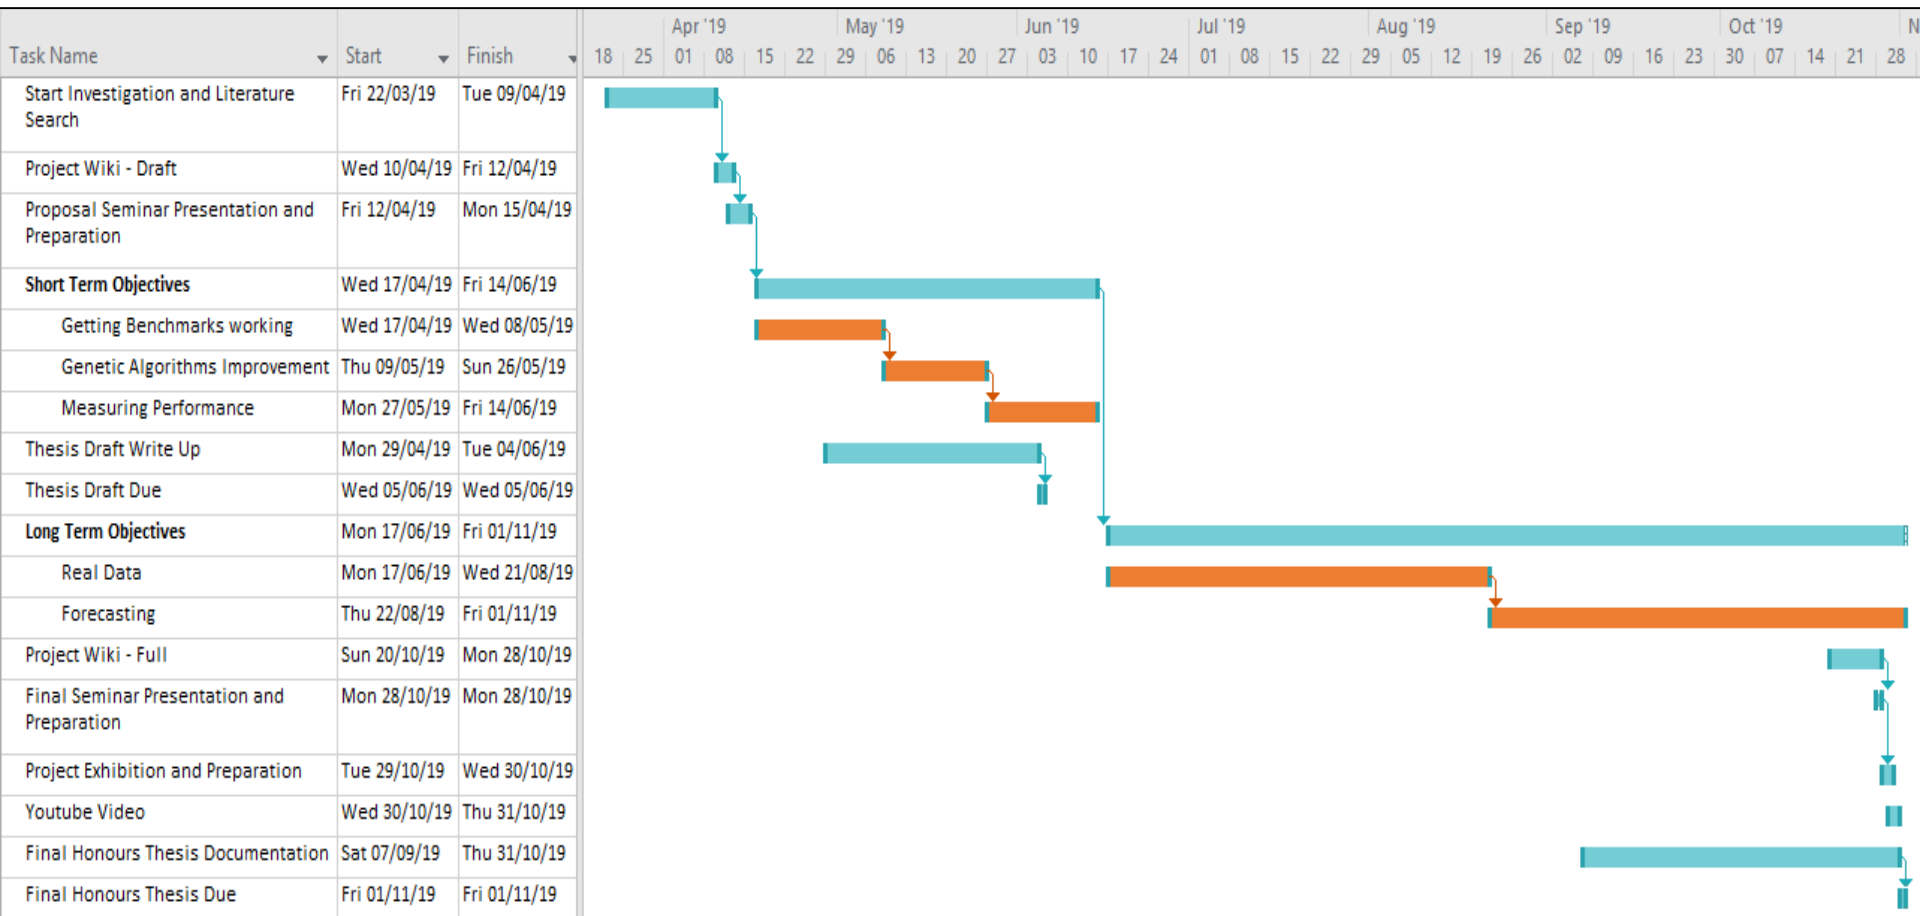 Apr '19 May '19 Jun '19 Jul '19 Aug '19 Sep '19 Oct '19 N
Task Name Start Finish 18 25 01 08 15 22 29 06 13 20 27 03 10 17 24 01 08 15 22 29 05 12 19 26 02 09 16 23 30 07 14 21 28
Start Investigation and Literature Fri 22/03/19 Tue 09/04/19
Search
Project Wiki - Draft Wed 10/04/19 Fri 12/04/19
Proposal Seminar Presentation and Fri 12/04/19 Mon 15/04/19
Preparation
Short Term Objectives Wed 17/04/19 Fri 14/06/19
Getting Benchmarks working Wed 17/04/19 Wed 08/05/19
Genetic Algorithms Improvement Thu 09/05/19 Sun 26/05/19
Measuring Performance Mon 27/05/19 Fri 14/06/19
Thesis Draft Write Up Mon 29/04/19 Tue 04/06/19
Thesis Draft Due Wed 05/06/19 Wed 05/06/19
Long Term Objectives Mon 17/06/19 Fri 01/11/19
Real Data Mon 17/06/19 Wed 21/08/19
Forecasting Thu 22/08/19 Fri 01/11/19
Project Wiki - Full Sun 20/10/19 Mon 28/10/19
Final Seminar Presentation and Mon 28/10/19 Mon 28/10/19
Preparation
Project Exhibition and Preparation Tue 29/10/19 Wed 30/10/19
Youtube Video Wed 30/10/19 Thu 31/10/19
Final Honours Thesis Documentation Sat 07/09/19 Thu 31/10/19
Final Honours Thesis Due Fri 01/11/19 Fri 01/11/19